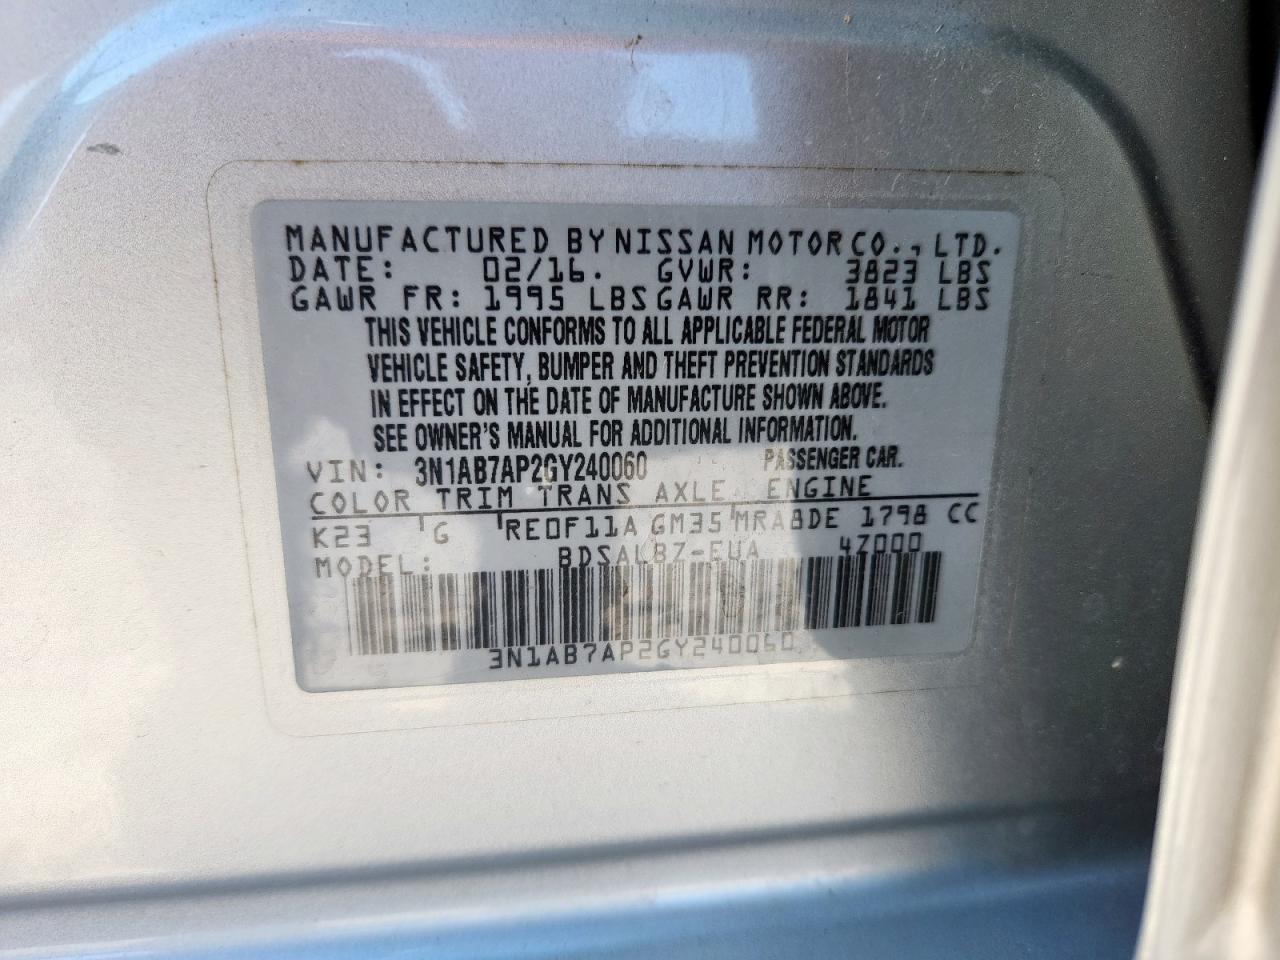 MANUFACTURED BY NISSAN MOTOR CO., LTD.
DATE: 02/16. GVWR: 3823 LBS
GAWR FR: 1995 LBS GAWR RR: 1841 LBS
THIS VEHICLE CONFORMS TO ALL APPLICABLE FEDERAL MOTOR
VEHICLE SAFETY, BUMPER AND THEFT PREVENTION STANDARDS
IN EFFECT ON THE DATE OF MANUFACTURE SHOWN ABOVE.
SEE OWNER'S MANUAL FOR ADDITIONAL INFORMATION.
VIN: 3N1AB7AP2GY240060 PASSENGER CAR.
COLOR TRIM TRANS AXLE ENGINE
K23 G RE0F11A GM35 MRA8DE 1798 CC
MODEL: BDSALBZ-EUA 4Z000
3N1AB7AP2GY240060